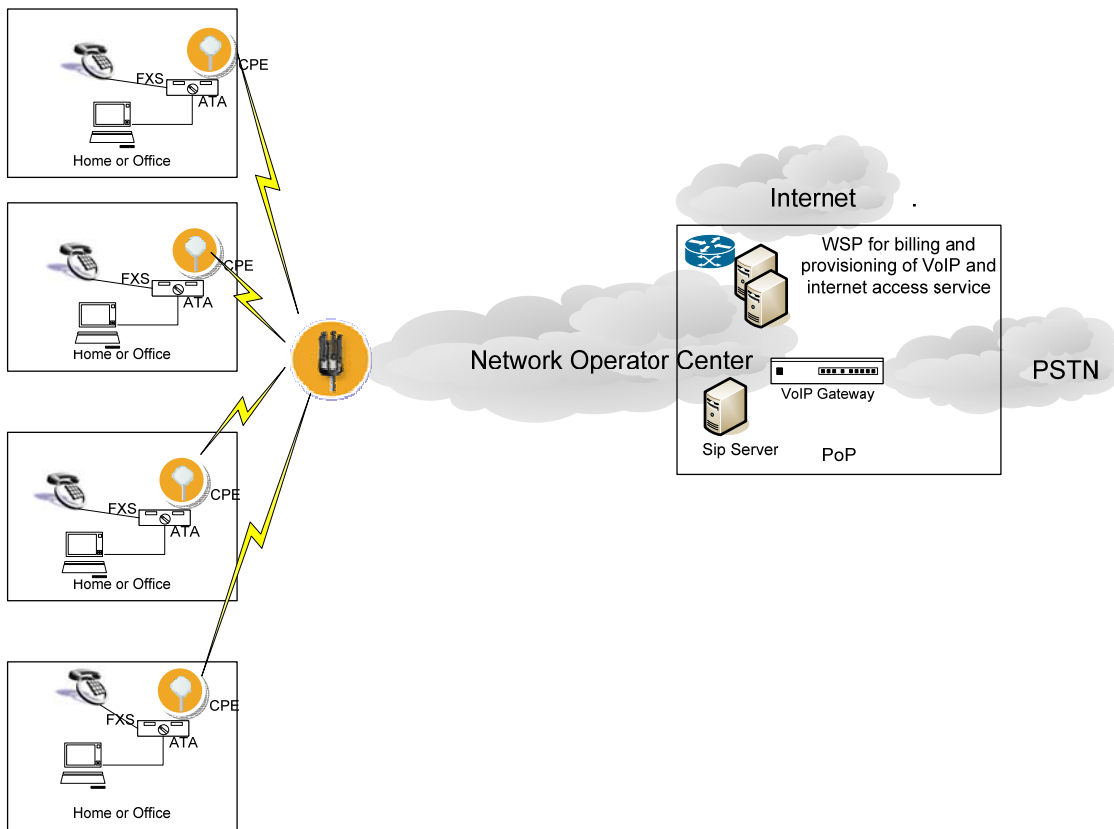 FXS
CPE
ATA
Home or Office
FXS
CPE
ATA
Home or Office
FXS
CPE
ATA
Home or Office
FXS
CPE
ATA
Home or Office
Internet .
WSP for billing and
provisioning of VoIP and
internet access service
Network Operator Center
VoIP Gateway
PSTN
Sip Server
PoP